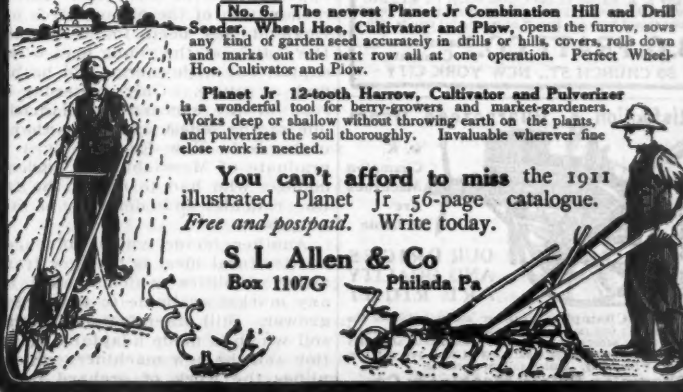 No. 6. The newest Planet Jr Combination Hill and Drill
Seeder, Wheel Hoe, Cultivator and Plow, opens the furrow, sows
any kind of garden seed accurately in drills or hills, covers, rolls down
and marks out the next row all at one operation. Perfect Wheel-
Hoe, Cultivator and Plow.
Planet Jr 12-tooth Harrow, Cultivator and Pulverizer
is a wonderful tool for berry-growers and market-gardeners.
Works deep or shallow without throwing earth on the plants,
and pulverizes the soil thoroughly. Invaluable wherever fine
close work is needed.
You can't afford to miss the 1911
illustrated Planet Jr 56-page catalogue.
Free and postpaid. Write today.
S L Allen & Co
Box 1107G Philada Pa